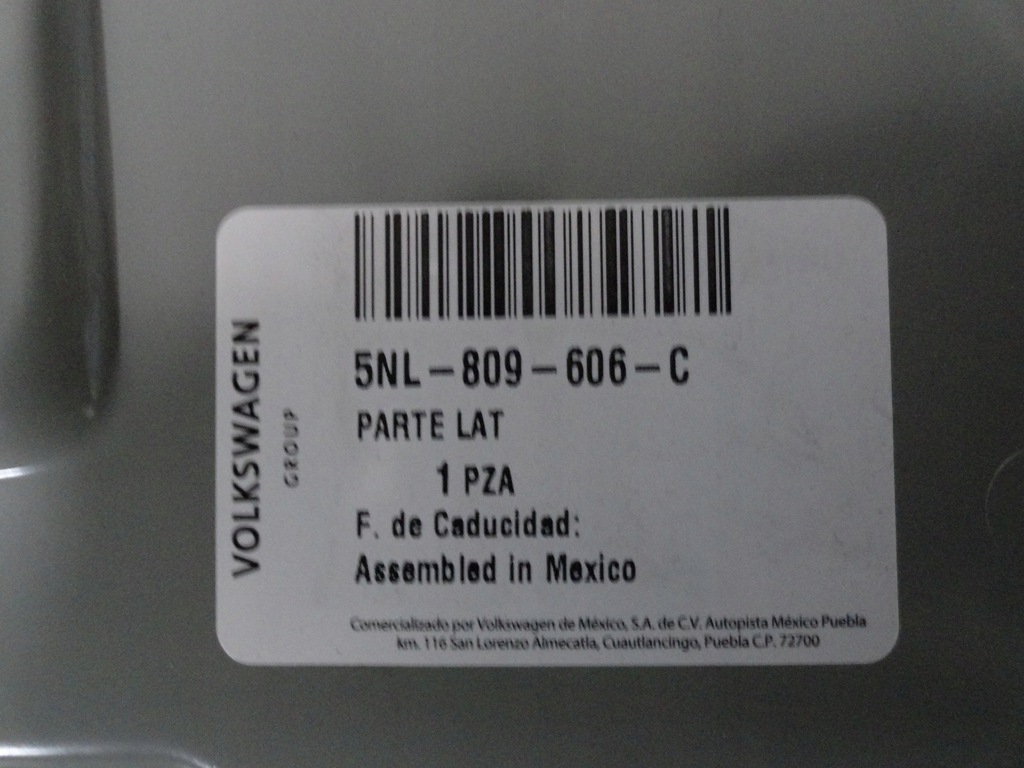 VOLKSWAGEN
GROUP
5NL-809-606-C
PARTE LAT
1 PZA
F. de Caducidad:
Assembled in Mexico
Comercializado por Volkswagen de México, S.A. de C.V. Autopista México Puebla
km. 116 San Lorenzo Almecatla, Cuautlancingo, Puebla C.P. 72700